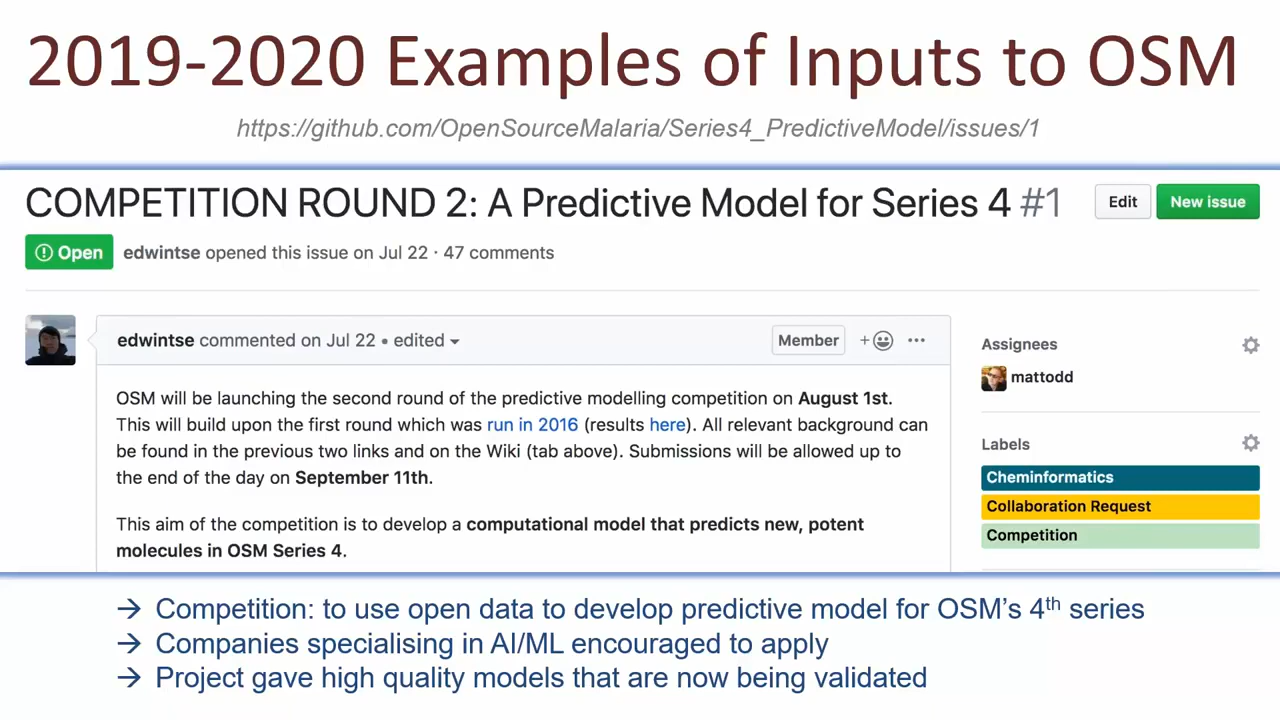 2019-2020 Examples of Inputs to OSM
https://github.com/OpenSourceMalaria/Series4_PredictiveModel/issues/1
COMPETITION ROUND 2: A Predictive Model for Series 4 #1
Edit
New issue
Open
edwintse opened this issue on Jul 22 · 47 comments
edwintse commented on Jul 22 • edited
Member
OSM will be launching the second round of the predictive modelling competition on August 1st.
This will build upon the first round which was run in 2016 (results here). All relevant background can
be found in the previous two links and on the Wiki (tab above). Submissions will be allowed up to
the end of the day on September 11th.
This aim of the competition is to develop a computational model that predicts new, potent
molecules in OSM Series 4.
Assignees
mattodd
Labels
Cheminformatics
Collaboration Request
Competition
→ Competition: to use open data to develop predictive model for OSM's 4th series
→ Companies specialising in AI/ML encouraged to apply
→ Project gave high quality models that are now being validated